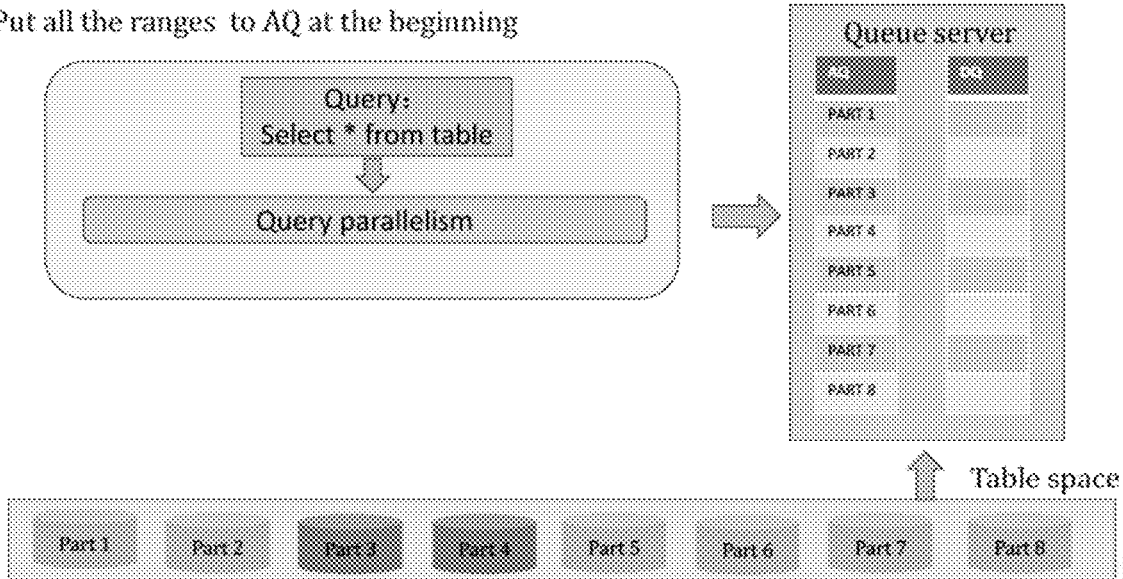 Put all the ranges to AQ at the beginning
Queue server
AQ
Query:
Select * from table
Query parallelism
PART 1
PART 2
PART 3
PART 4
PART 5
PART 6
PART 7
PART 8
Table space
Part 1
Part 2
Part 3
Part 4
Part 5
Part 6
Part 7
Part 8